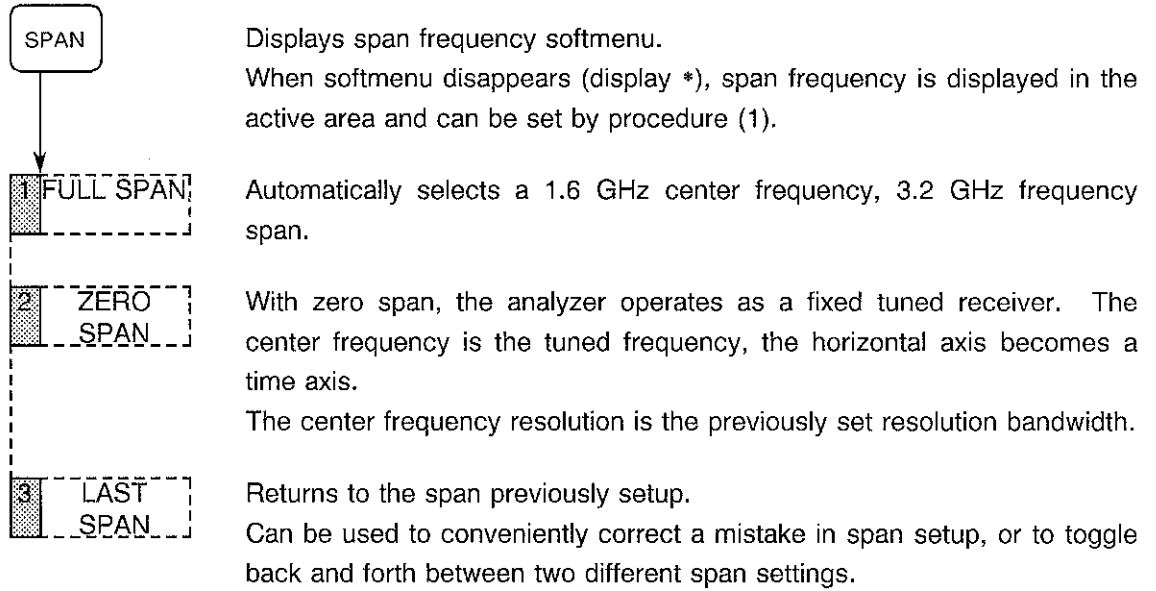 SPAN
Displays span frequency softmenu.
When softmenu disappears (display *), span frequency is displayed in the
active area and can be set by procedure (1).
1 FULL SPAN
Automatically selects a 1.6 GHz center frequency, 3.2 GHz frequency
span.
2 ZERO
SPAN
With zero span, the analyzer operates as a fixed tuned receiver. The
center frequency is the tuned frequency, the horizontal axis becomes a
time axis.
The center frequency resolution is the previously set resolution bandwidth.
3 LAST
SPAN
Returns to the span previously setup.
Can be used to conveniently correct a mistake in span setup, or to toggle
back and forth between two different span settings.